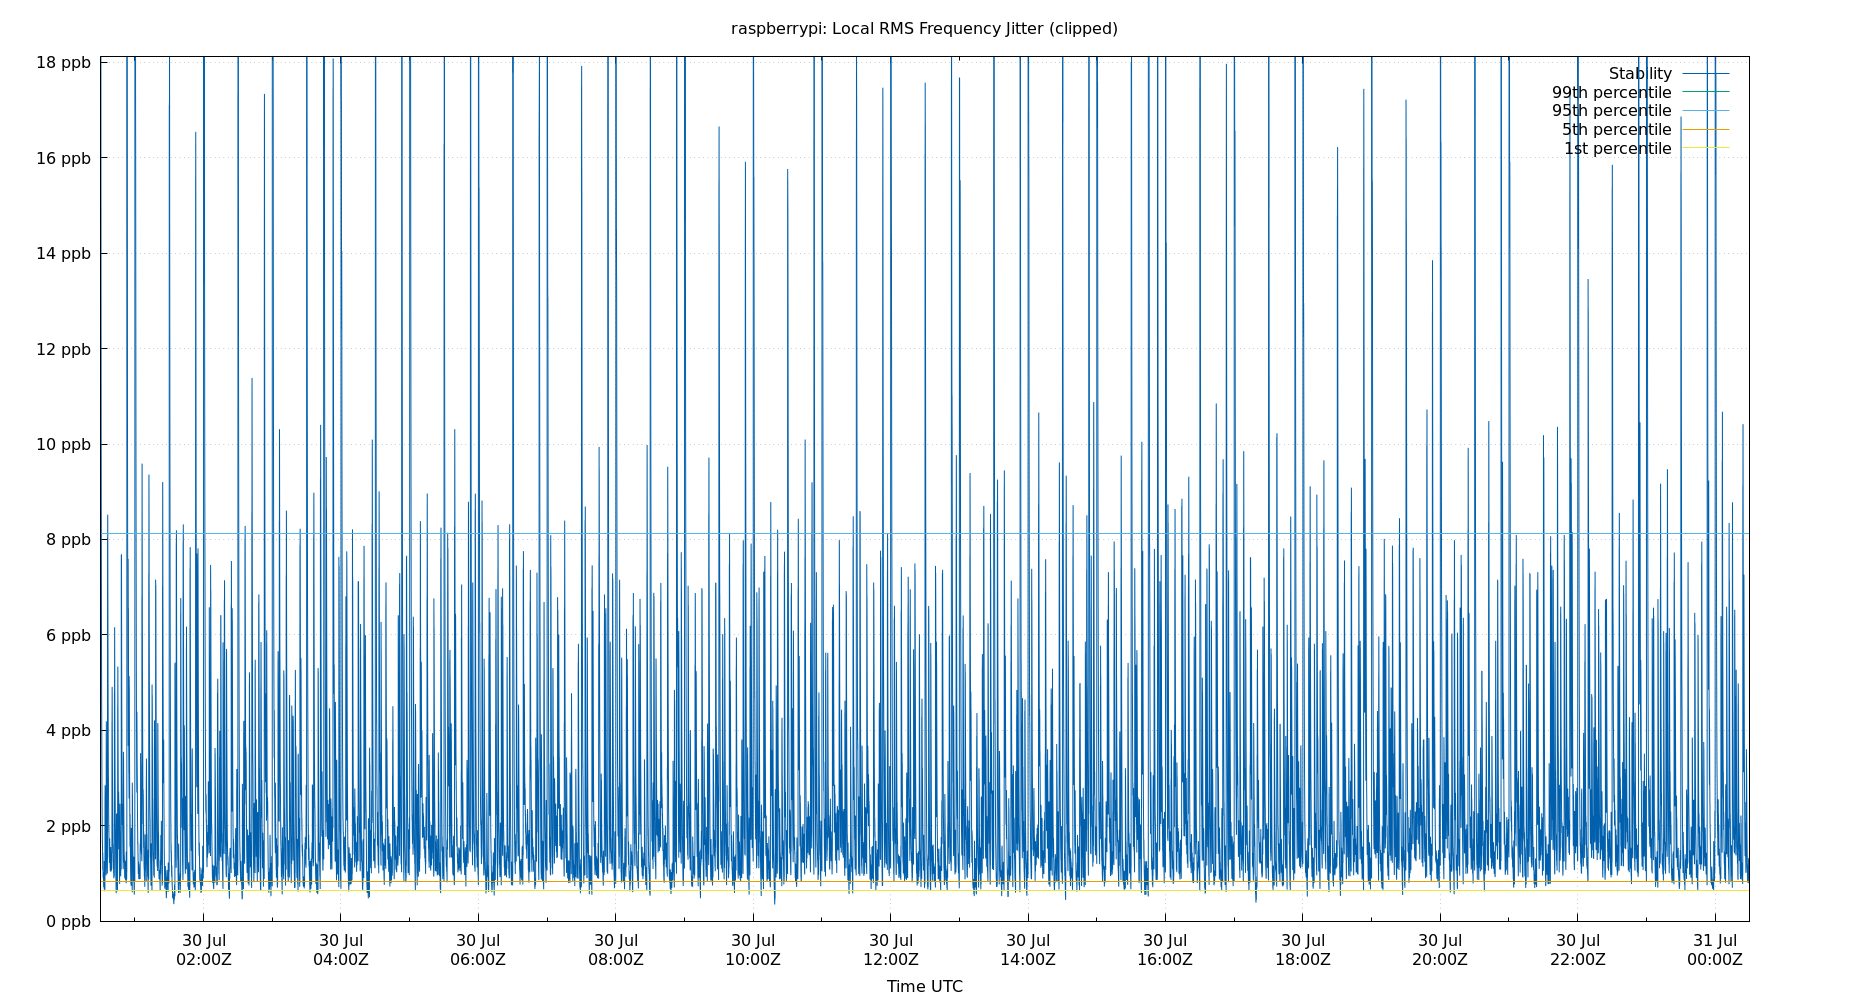 raspberrypi: Local RMS Frequency Jitter (clipped)
18 ppb
16 ppb
14 ppb
12 ppb
10 ppb
8 ppb
6 ppb
4 ppb
2 ppb
0 ppb
Stability
99th percentile
95th percentile
5th percentile
1st percentile
30 Jul 30 Jul 30 Jul 30 Jul 30 Jul 30 Jul 30 Jul 30 Jul 30 Jul 30 Jul 30 Jul 31 Jul
02:00Z 04:00Z 06:00Z 08:00Z 10:00Z 12:00Z 14:00Z 16:00Z 18:00Z 20:00Z 22:00Z 00:00Z
Time UTC